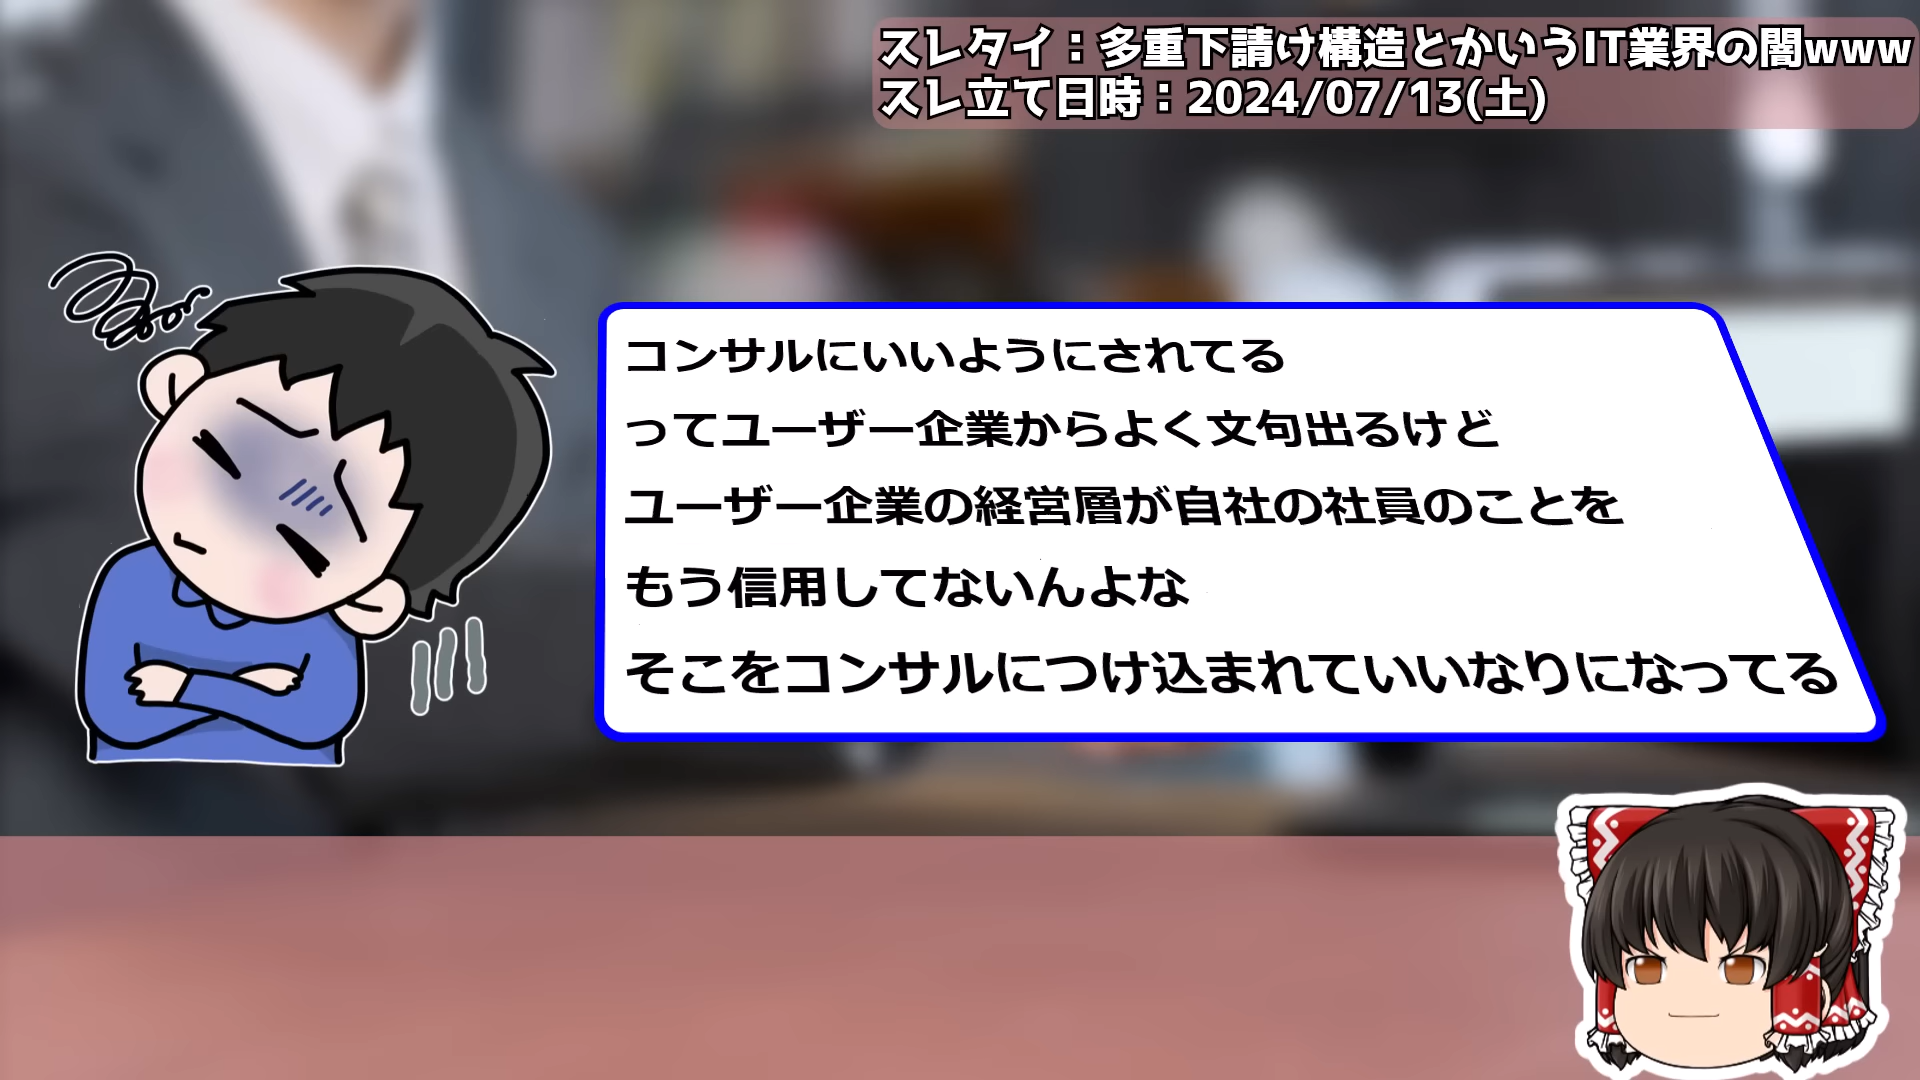 スレタイ：多重下請け構造とかいうIT業界の闇www
スレ立て日時：2024/07/13(土)
コンサルにいいようにされてる
ってユーザー企業からよく文句出るけど
ユーザー企業の経営層が自社の社員のことを
もう信用してないんよな
そこをコンサルにつけ込まれていいなりになってる